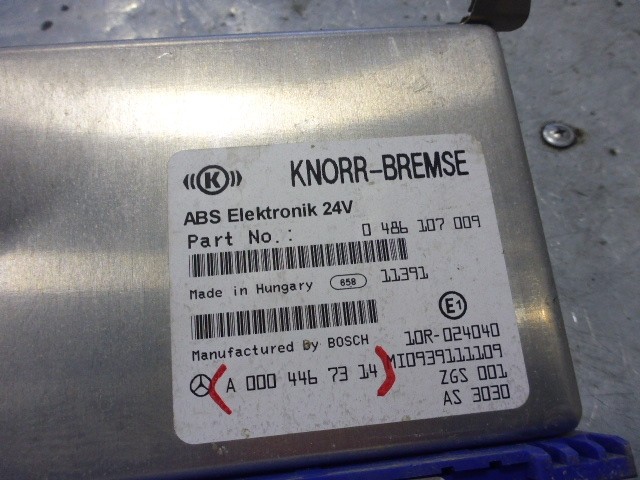 K KNORR-BREMSE
ABS Elektronik 24V
Part No.: 0 486 107 009
Made in Hungary 658 11391
E1
Manufactured By BOSCH 10R-024040
MI0939111109
A 000 446 73 14
ZGS 001
AS 3030